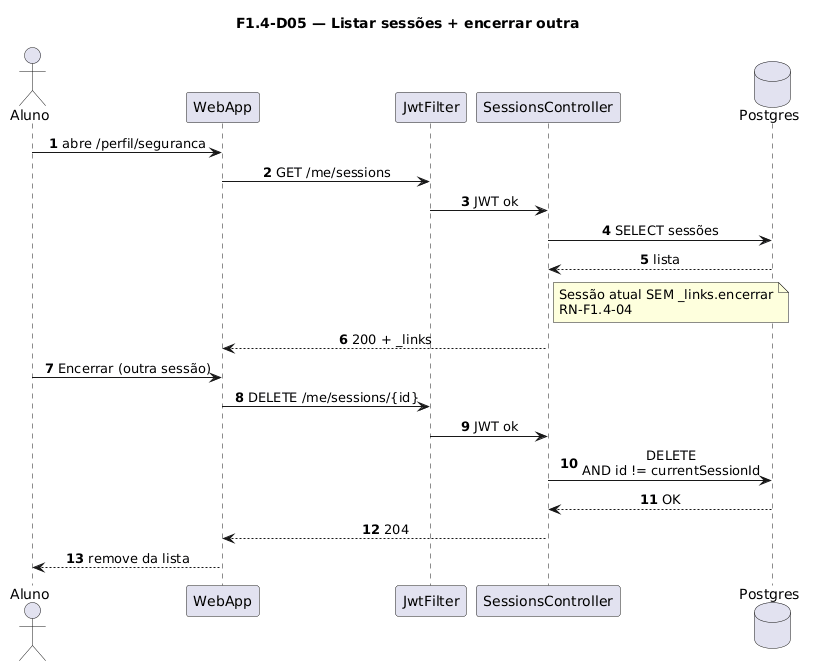 F1.4-D05 — Listar sessões + encerrar outra
Aluno
WebApp
JwtFilter
SessionsController
Postgres
1 abre /perfil/seguranca
2 GET /me/sessions
3 JWT ok
4 SELECT sessões
5 lista
Sessão atual SEM _links.encerrar
RN-F1.4-04
6 200 + _links
7 Encerrar (outra sessão)
8 DELETE /me/sessions/{id}
9 JWT ok
10 DELETE
AND id != currentSessionId
11 OK
12 204
13 remove da lista
Aluno
WebApp
JwtFilter
SessionsController
Postgres